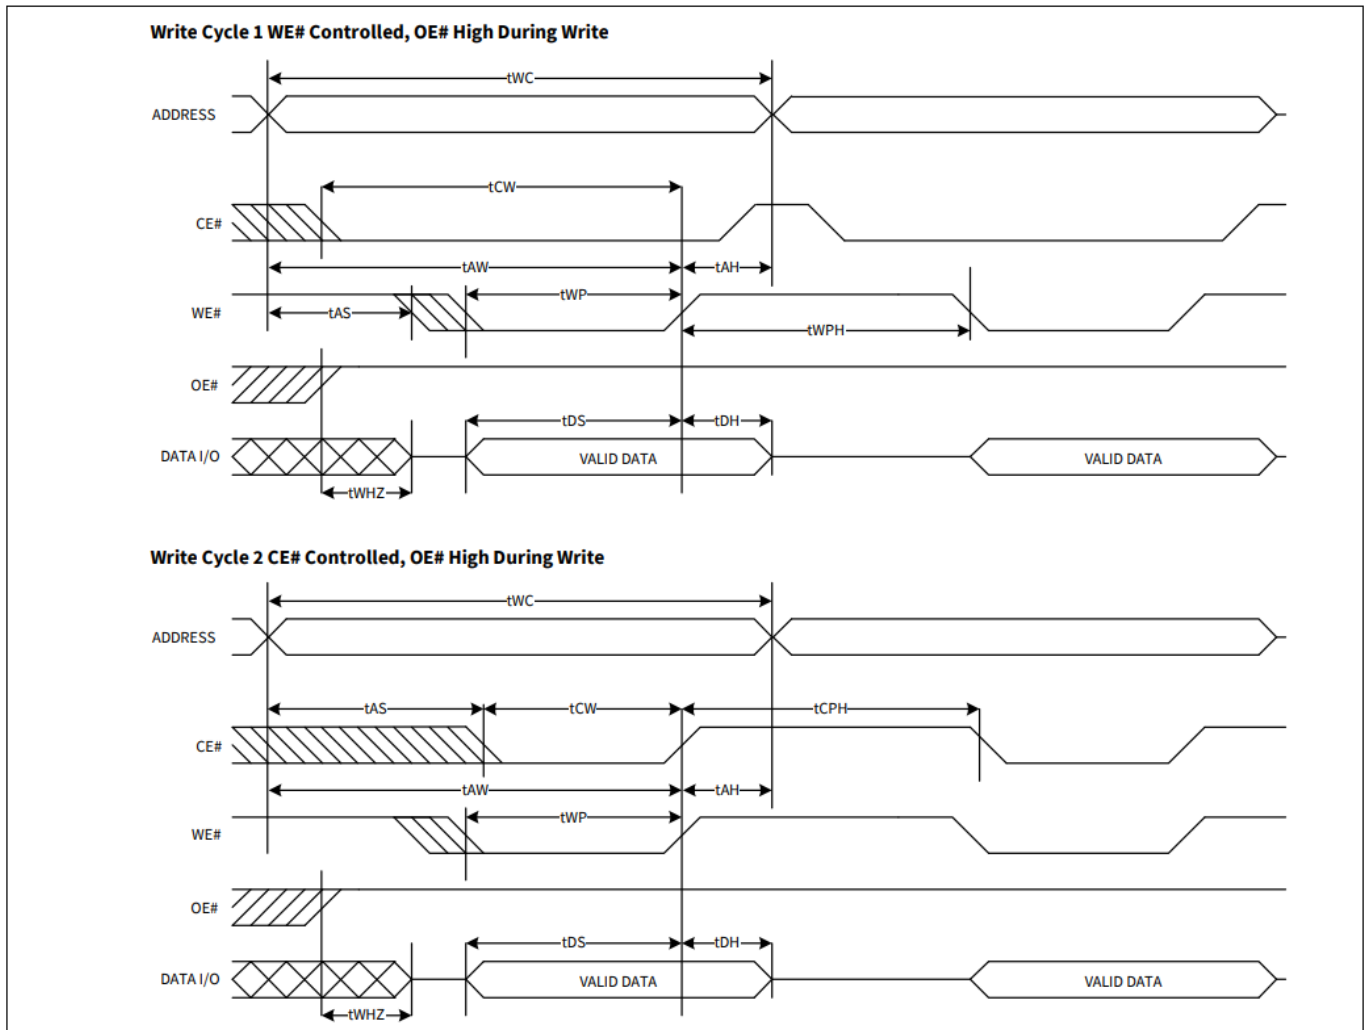 Write Cycle 1 WE# Controlled, OE# High During Write
tWC
ADDRESS
tCW
CE#
tAW
tAH
tWP
WE#
tAS
tWPH
OE#
tDS
tDH
DATA I/O
VALID DATA
VALID DATA
tWHZ
Write Cycle 2 CE# Controlled, OE# High During Write
tWC
ADDRESS
tAS
tCW
tCPH
CE#
tAW
tAH
tWP
WE#
OE#
tDS
tDH
DATA I/O
VALID DATA
VALID DATA
tWHZ